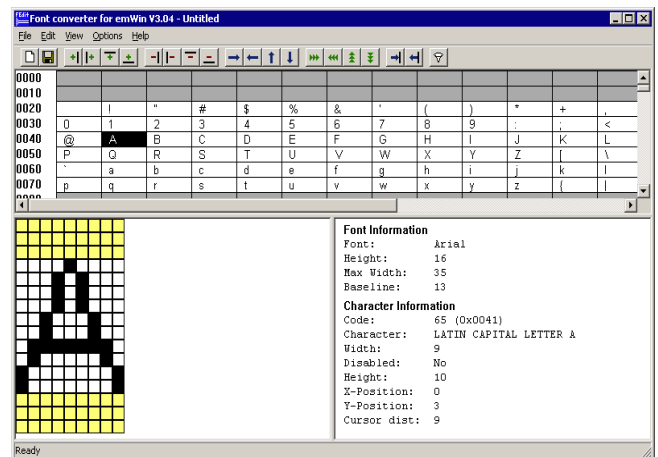 Font converter for emWin V3.04 - Untitled
File Edit View Options Help
0000
0010
0020 ! " # $ % & ' ( ) * + ,
0030 0 1 2 3 4 5 6 7 8 9 : ; <
0040 @ A B C D E F G H I J K L
0050 P Q R S T U V W X Y Z [ \
0060 ` a b c d e f g h i j k l
0070 p q r s t u v w x y z { |
Font Information
Font: Arial
Height: 16
Max Width: 35
Baseline: 13
Character Information
Code: 65 (0x0041)
Character: LATIN CAPITAL LETTER A
Width: 9
Disabled: No
Height: 10
X-Position: 0
Y-Position: 3
Cursor dist: 9
Ready